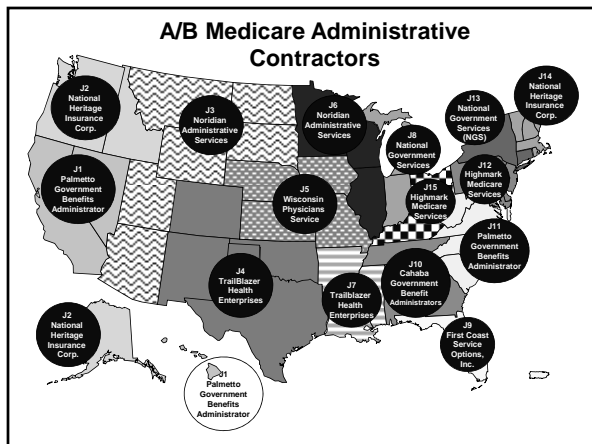 A/B Medicare Administrative
Contractors
J2
National
Heritage
Insurance
Corp.
J3
Noridian
Administrative
Services
J6
Noridian
Administrative
Services
J13
National
Government
Services
(NGS)
J14
National
Heritage
Insurance
Corp.
J8
National
Government
Services
J1
Palmetto
Government
Benefits
Administrator
J5
Wisconsin
Physicians
Service
J15
Highmark
Medicare
Services
J12
Highmark
Medicare
Services
J11
Palmetto
Government
Benefits
Administrator
J4
TrailBlazer
Health
Enterprises
J7
Trailblazer
Health
Enterprises
J10
Cahaba
Government
Benefit
Administrators
J2
National
Heritage
Insurance
Corp.
J9
First Coast
Service
Options,
Inc.
J1
Palmetto
Government
Benefits
Administrator